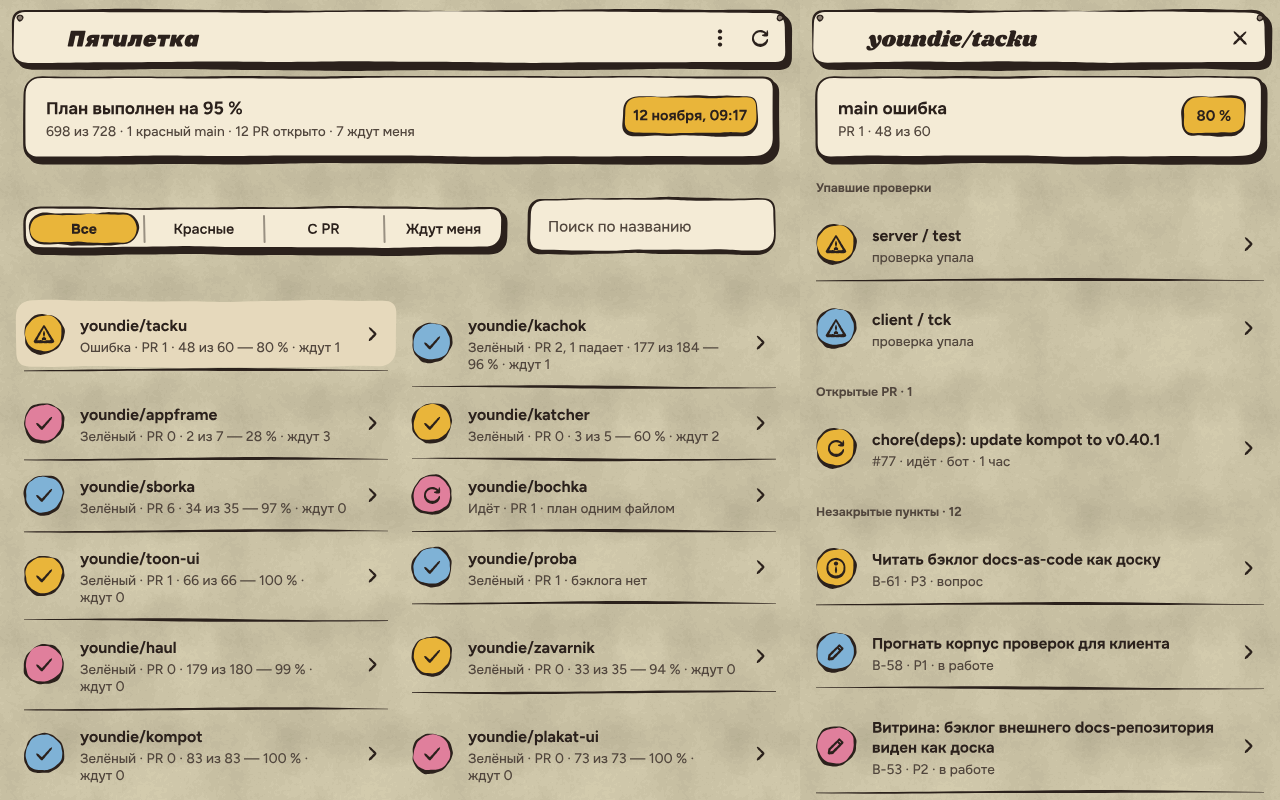 Пятилетка
План выполнен на 95 %
698 из 728 · 1 красный main · 12 PR открыто · 7 ждут меня
12 ноября, 09:17
Все
Красные
С PR
Ждут меня
Поиск по названию
youndie/tacku
Ошибка · PR 1 · 48 из 60 — 80 % · ждут 1
youndie/kachok
Зелёный · PR 2, 1 падает · 177 из 184 —
96 % · ждут 1
youndie/appframe
Зелёный · PR 0 · 2 из 7 — 28 % · ждут 3
youndie/katcher
Зелёный · PR 0 · 3 из 5 — 60 % · ждут 2
youndie/sborka
Зелёный · PR 6 · 34 из 35 — 97 % · ждут 0
youndie/bochka
Идёт · PR 1 · план одним файлом
youndie/toon-ui
Зелёный · PR 1 · 66 из 66 — 100 % ·
ждут 0
youndie/proba
Зелёный · PR 1 · бэклога нет
youndie/haul
Зелёный · PR 0 · 179 из 180 — 99 % ·
ждут 0
youndie/zavarnik
Зелёный · PR 0 · 33 из 35 — 94 % · ждут 0
youndie/kompot
Зелёный · PR 0 · 83 из 83 — 100 % ·
ждут 0
youndie/plakat-ui
Зелёный · PR 0 · 73 из 73 — 100 % ·
ждут 0
youndie/tacku
main ошибка
PR 1 · 48 из 60
80 %
Упавшие проверки
server / test
проверка упала
client / tck
проверка упала
Открытые PR · 1
chore(deps): update kompot to v0.40.1
#77 · идёт · бот · 1 час
Незакрытые пункты · 12
Читать бэклог docs-as-code как доску
B-61 · P3 · вопрос
Прогнать корпус проверок для клиента
B-58 · P1 · в работе
Витрина: бэклог внешнего docs-репозитория
виден как доска
B-53 · P2 · в работе